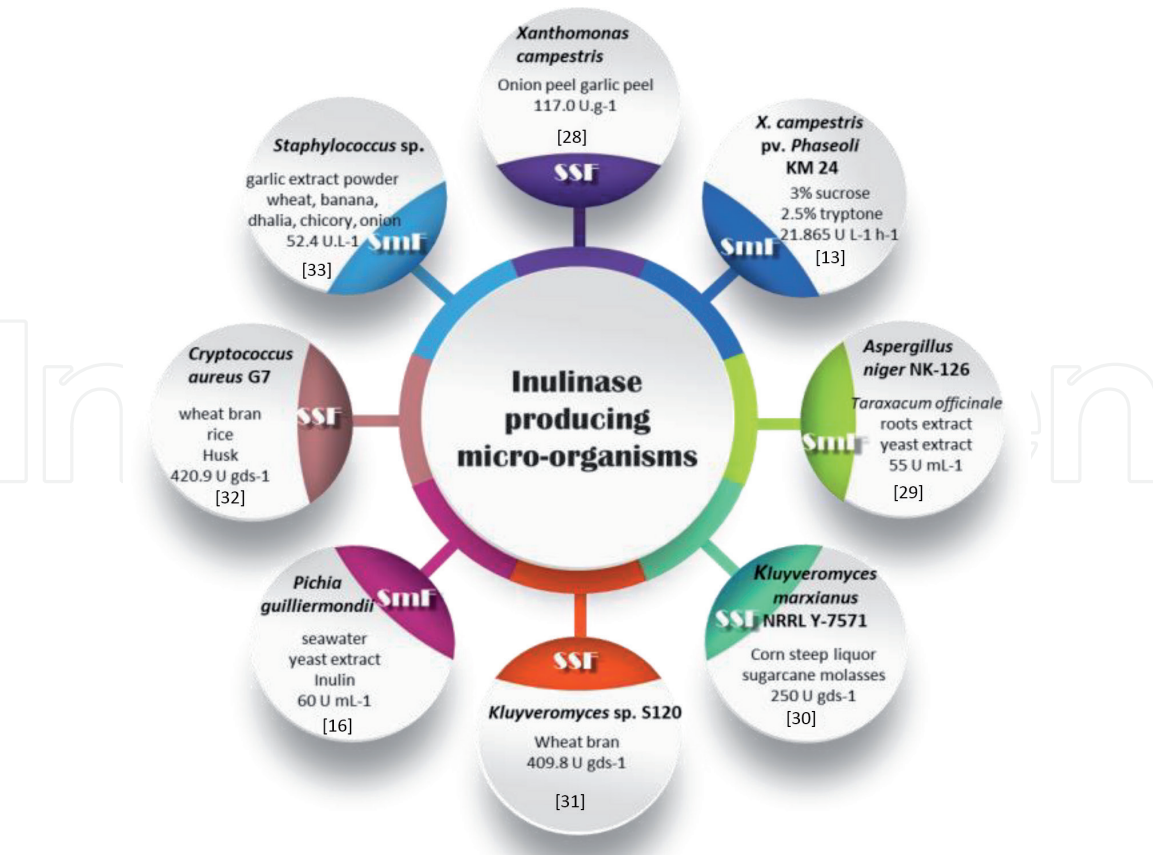 Xanthomonas
campestris
Onion peel garlic peel
117.0 U.g-1
[28]
SSF
X. campestris
pv. Phaseoli
KM 24
3% sucrose
2.5% tryptone
21.865 U L-1 h-1
[13]
SmF
Aspergillus
niger NK-126
Taraxacum officinale
roots extract
yeast extract
55 U mL-1
[29]
SmF
Kluyveromyces
marxianus
NRRL Y-7571
Corn steep liquor
sugarcane molasses
250 U gds-1
[30]
SSF
SSF
Kluyveromyces sp. S120
Wheat bran
409.8 U gds-1
[31]
Pichia
guilliermondii
seawater
yeast extract
Inulin
60 U mL-1
[16]
SmF
Cryptococcus
aureus G7
wheat bran
rice
Husk
420.9 U gds-1
[32]
SSF
Staphylococcus sp.
garlic extract powder
wheat, banana,
dhalia, chicory, onion
52.4 U.L-1
[33]
SmF
Inulinase
producing
micro-organisms